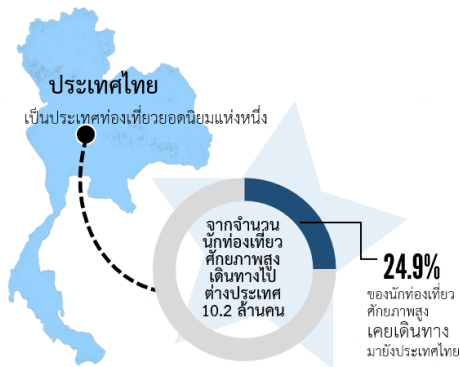 ประเทศไทย
เป็นประเทศท่องเที่ยวยอดนิยมแห่งหนึ่ง
จากจำนวน
นักท่องเที่ยว
ศักยภาพสูง
เดินทางไป
ต่างประเทศ
10.2 ล้านคน
24.9%
ของนักท่องเที่ยว
ศักยภาพสูง
เคยเดินทาง
มายังประเทศไทย